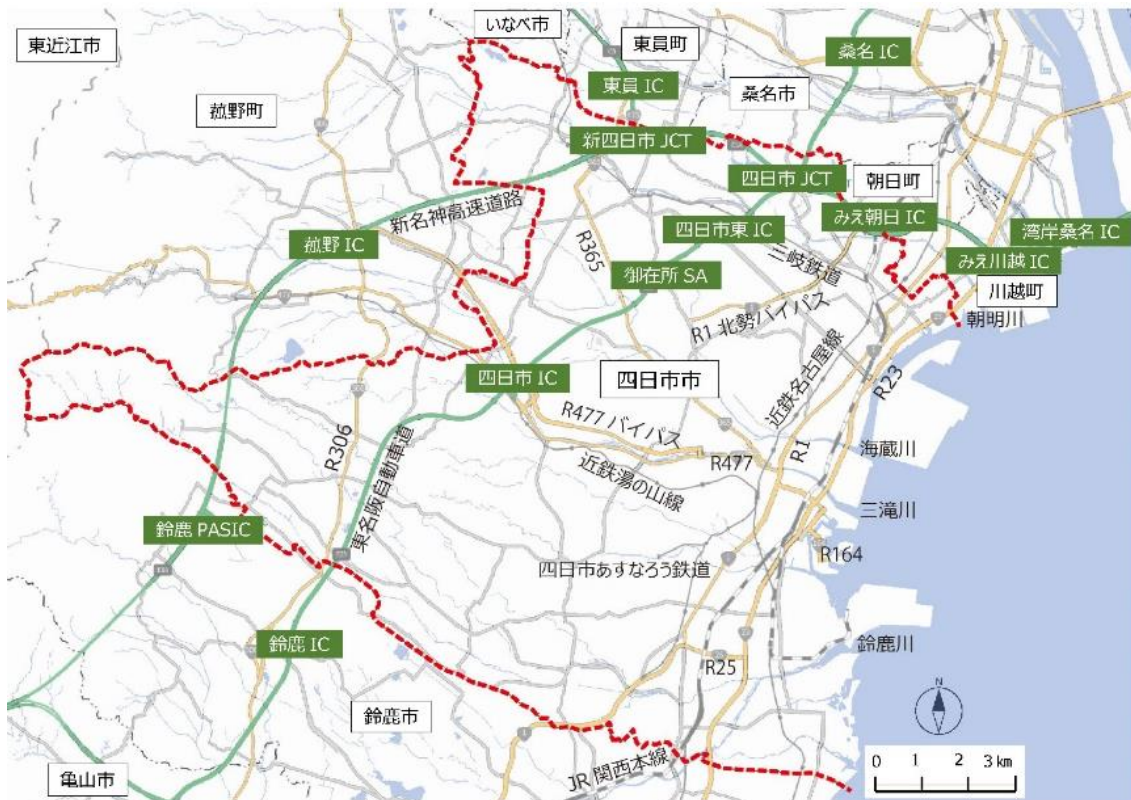 東近江市
いなべ市
東員町
桑名 IC
東員 IC
桑名市
菰野町
新四日市 JCT
四日市 JCT
朝日町
みえ朝日 IC
新名神高速道路
菰野 IC
R365
四日市東 IC
三岐鉄道
湾岸桑名 IC
みえ川越 IC
川越町
御在所 SA
朝明川
R1 北勢バイパス
四日市 IC
四日市市
近鉄名古屋線
R23
R306
東名阪自動車道
R477 バイパス
近鉄湯の山線
R477
R1
海蔵川
三滝川
鈴鹿 PASIC
四日市あすなろう鉄道
R164
鈴鹿 IC
R25
鈴鹿川
鈴鹿市
N
亀山市
JR 関西本線
0 1 2 3 km